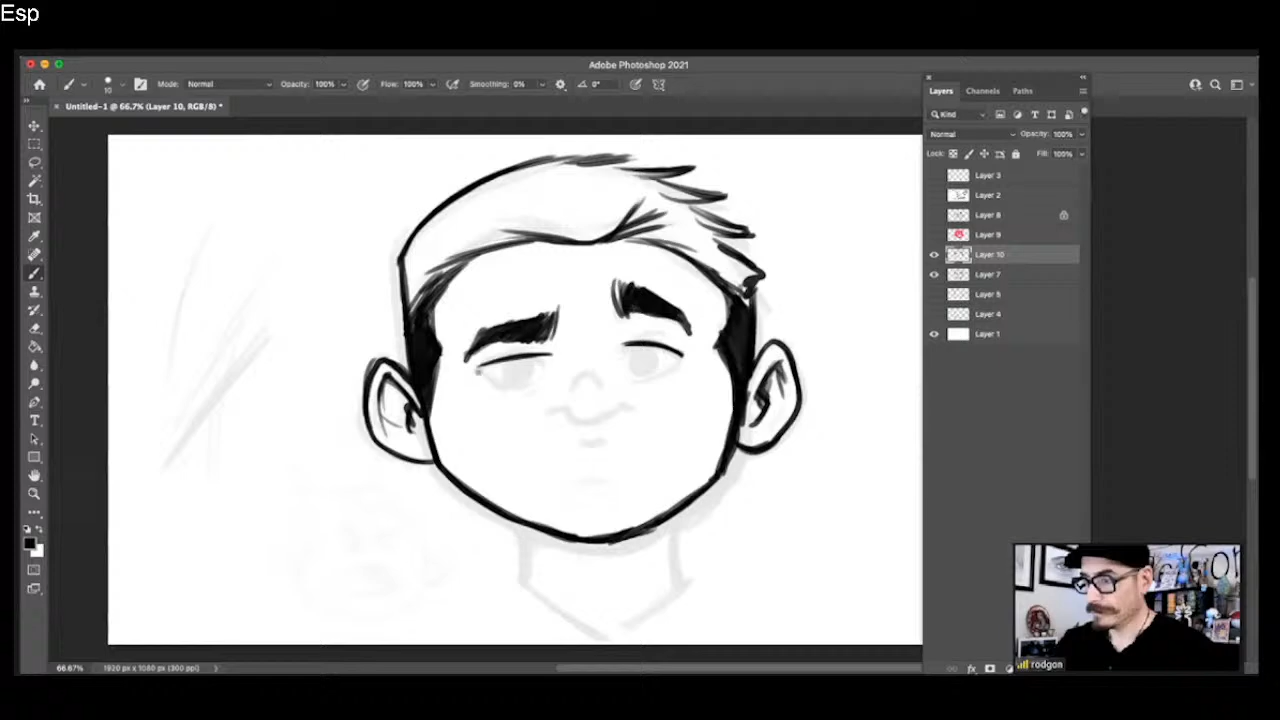 Esp
Adobe Photoshop 2021
10
Mode: Normal
Opacity: 100%
Flow: 100%
Smoothing: 0%
0°
Untitled-1 @ 66.7% (Layer 10, RGB/8) *
Layers
Channels
Paths
Kind
Normal
Opacity: 100%
Lock:
Fill: 100%
Layer 3
Layer 2
Layer 8
Layer 9
Layer 10
Layer 7
Layer 5
Layer 4
Layer 1
rodgon
66.67%
1920 px x 1080 px (300 ppi)
fx